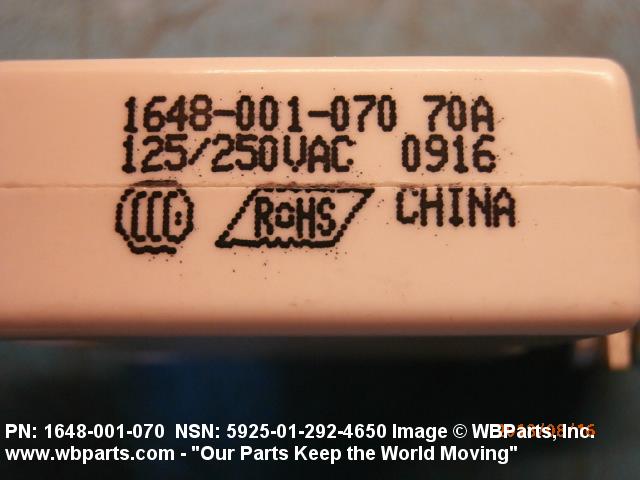 1648-001-070 70A
125/250VAC 0916
CCC RoHS CHINA
PN: 1648-001-070 NSN: 5925-01-292-4650 Image © WBParts, Inc.
www.wbparts.com - "Our Parts Keep the World Moving"